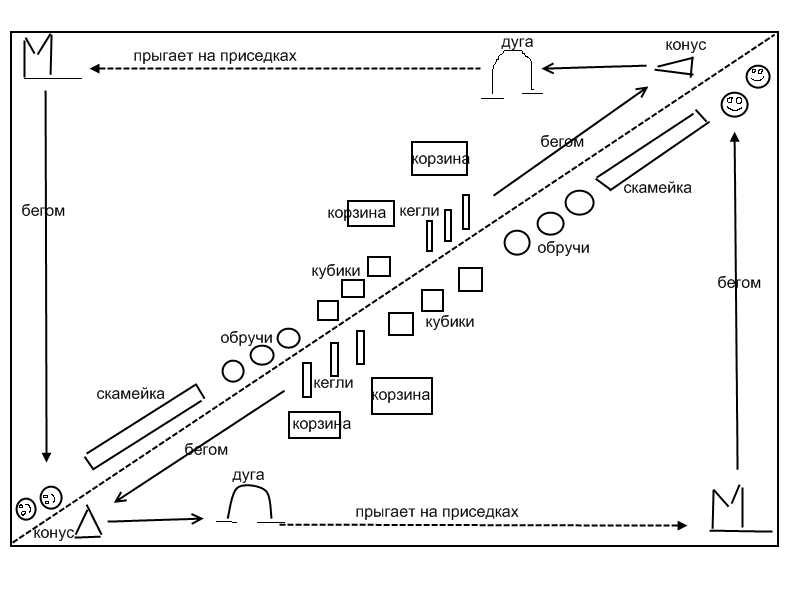 дуга
конус
прыгает на приседках
М
бегом
корзина
скамейка
корзина
кегли
бегом
обручи
кубики
бегом
кубики
обручи
кегли
скамейка
корзина
корзина
бегом
дуга
М
прыгает на приседках
конус